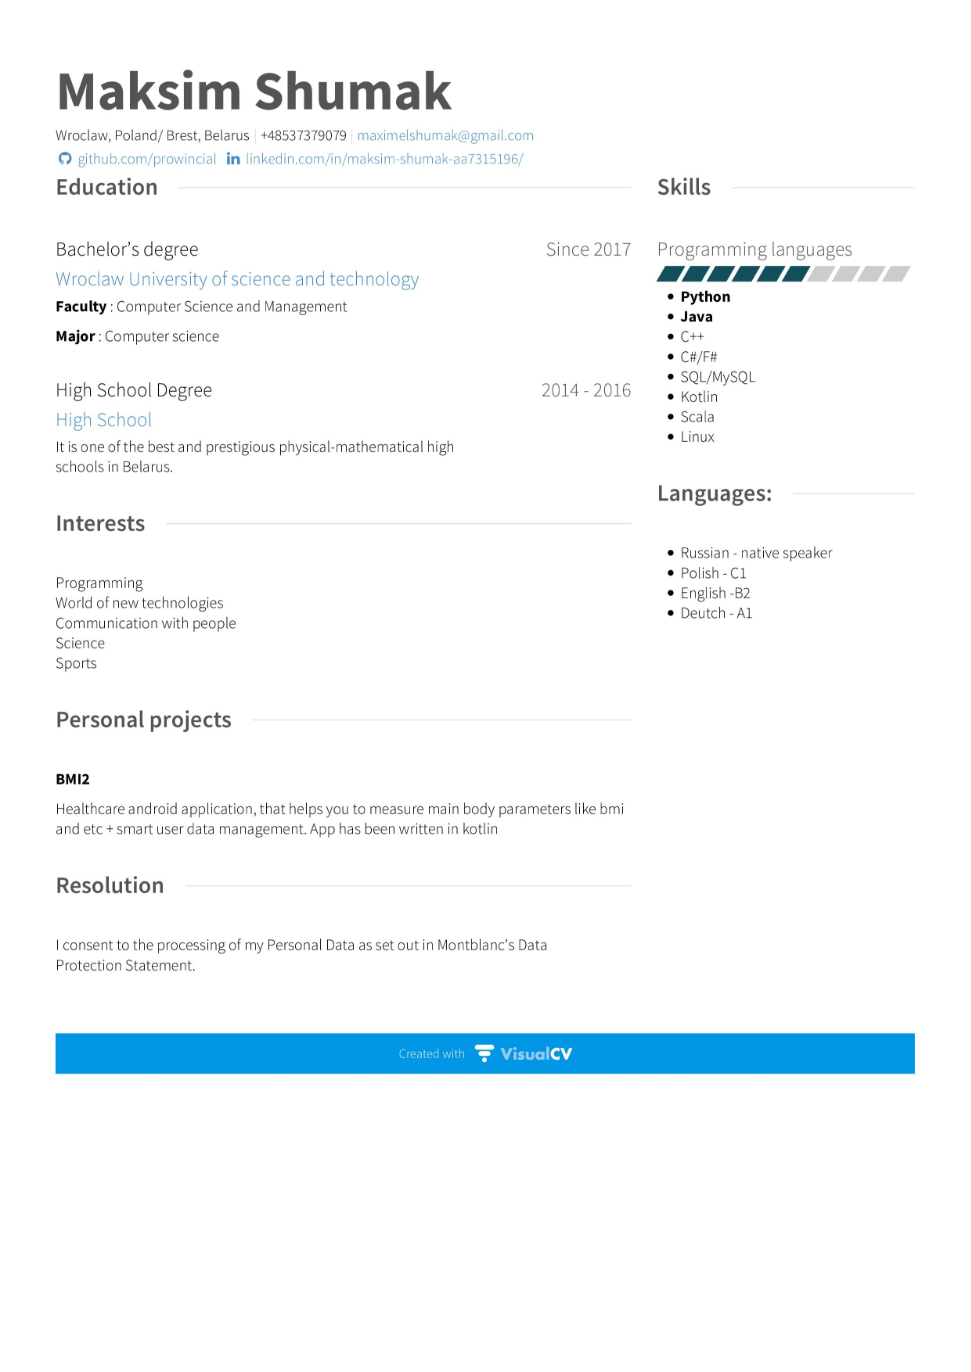 Maksim Shumak
Wroclaw, Poland/ Brest, Belarus | +48537379079 | maximelshumak@gmail.com
github.com/prowincial linkedin.com/in/maksim-shumak-aa7315196/
Education
Bachelor's degree Since 2017
Wroclaw University of science and technology
Faculty : Computer Science and Management
Major : Computer science
High School Degree 2014 - 2016
High School
It is one of the best and prestigious physical-mathematical high
schools in Belarus.
Interests
Programming
World of new technologies
Communication with people
Science
Sports
Personal projects
BMI2
Healthcare android application, that helps you to measure main body parameters like bmi
and etc + smart user data management. App has been written in kotlin
Resolution
I consent to the processing of my Personal Data as set out in Montblanc's Data
Protection Statement.
Skills
Programming languages
• Python
• Java
• C++
• C#/F#
• SQL/MySQL
• Kotlin
• Scala
• Linux
Languages:
• Russian - native speaker
• Polish - C1
• English -B2
• Deutch - A1
Created with VisualCV